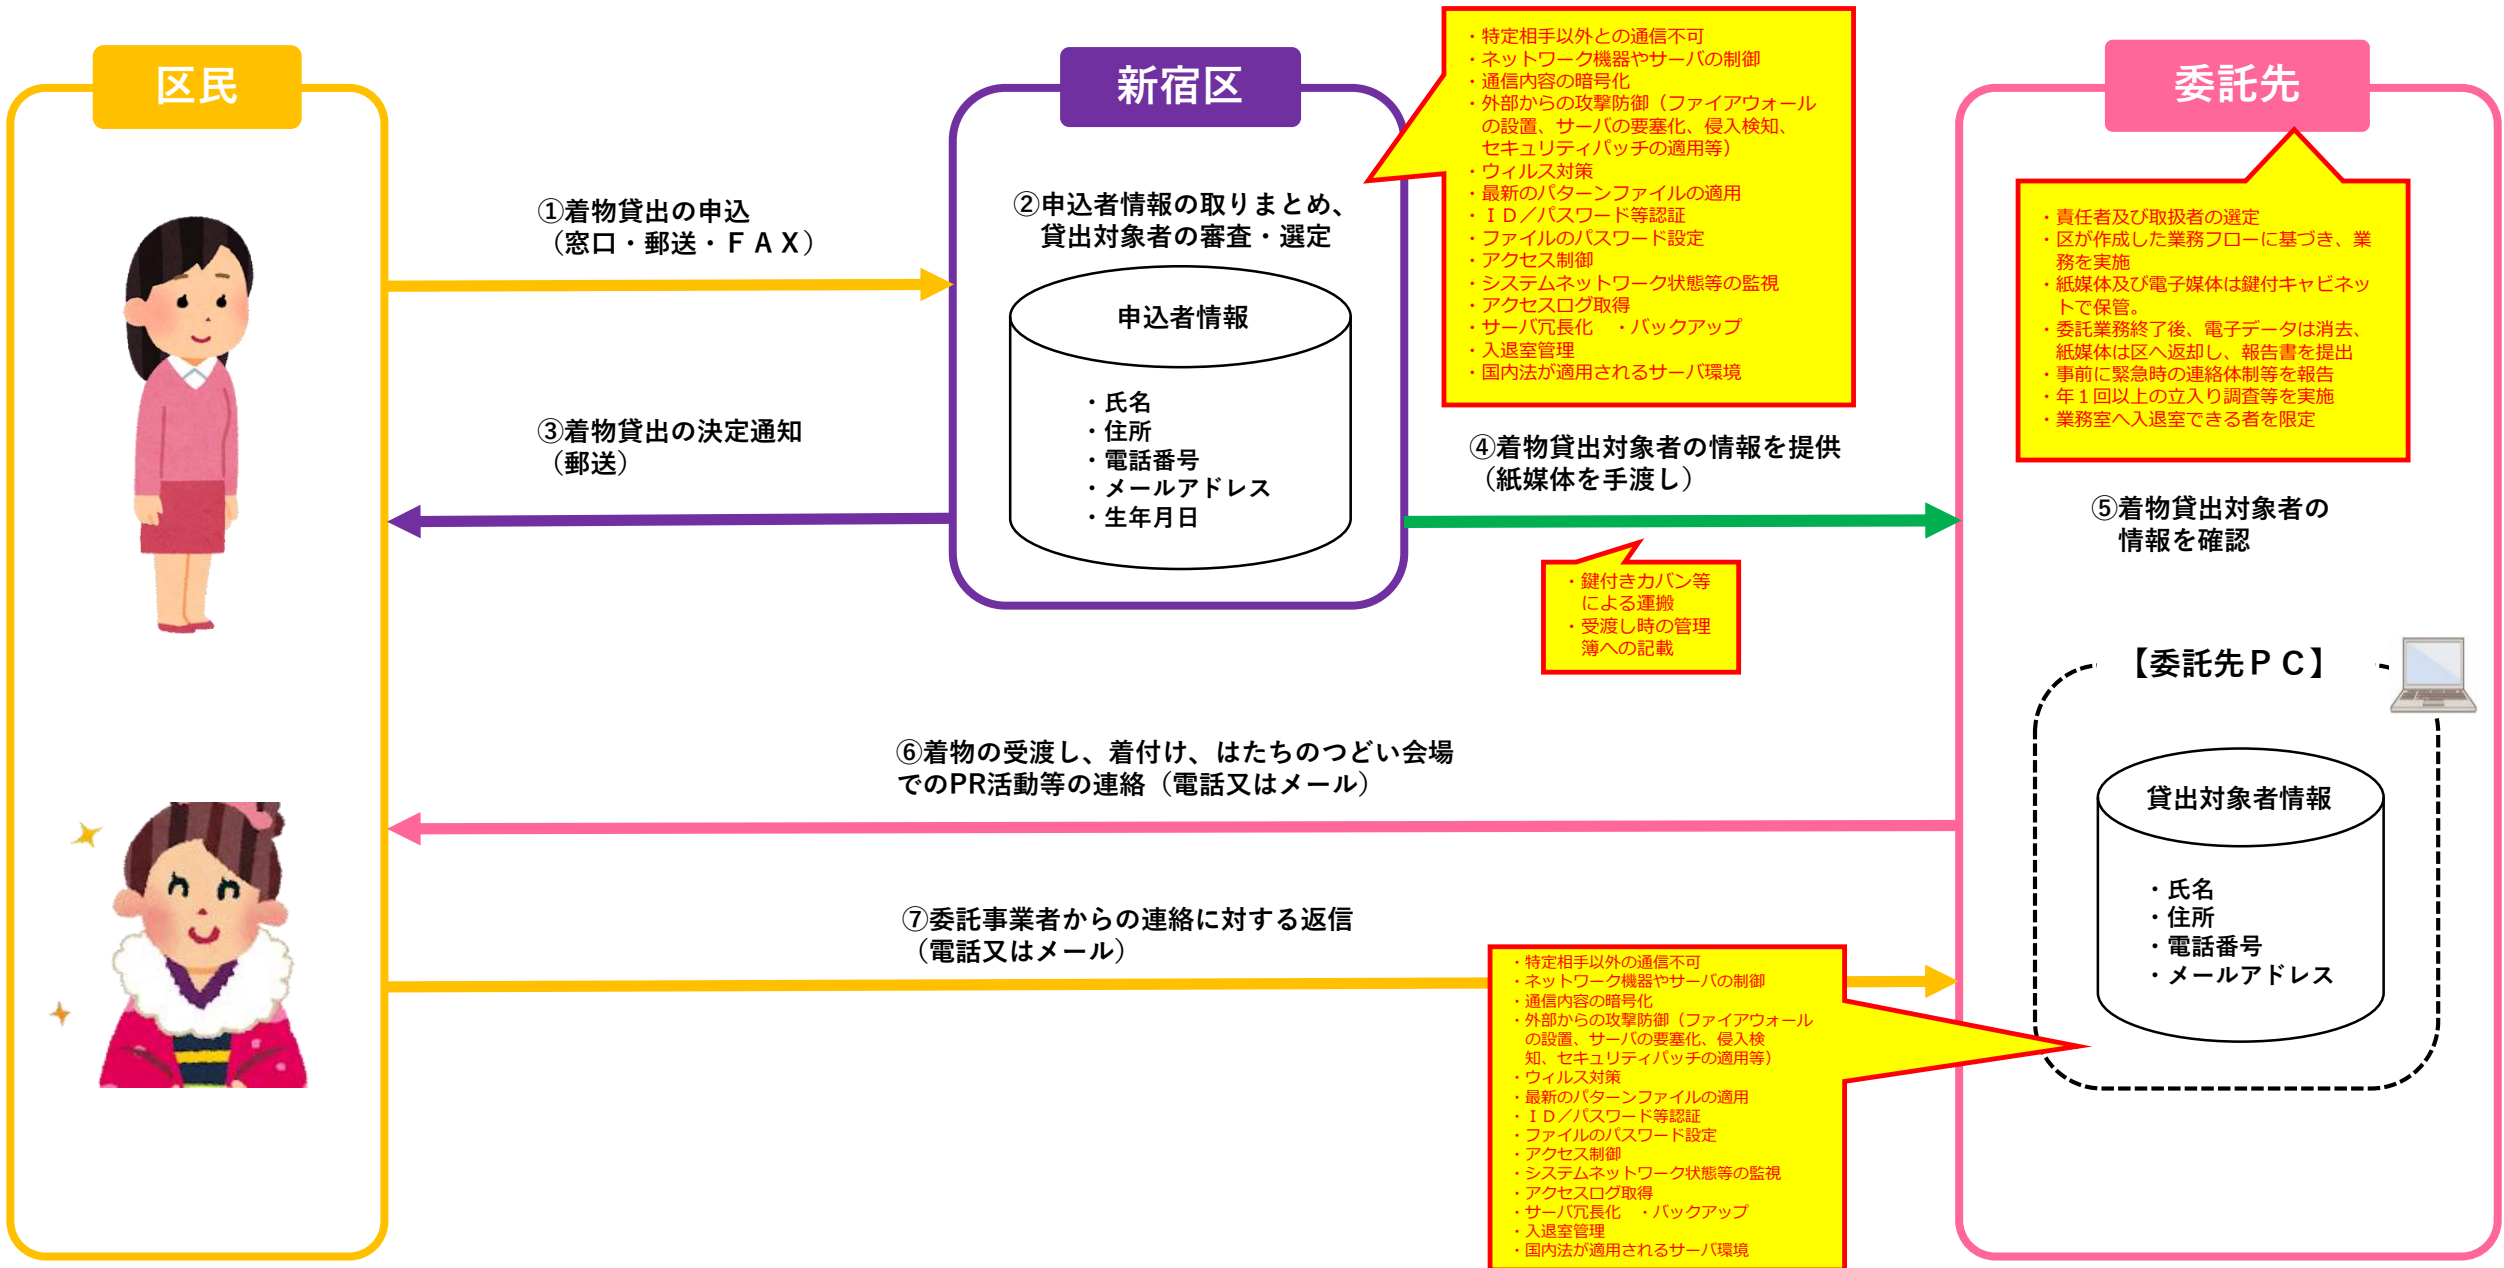 区民
新宿区
委託先
①着物貸出の申込
（窓口・郵送・ＦＡＸ）
②申込者情報の取りまとめ、
貸出対象者の審査・選定
申込者情報
・氏名
・住所
・電話番号
・メールアドレス
・生年月日
・特定相手以外との通信不可
・ネットワーク機器やサーバの制御
・通信内容の暗号化
・外部からの攻撃防御（ファイアウォール
の設置、サーバの要塞化、侵入検知、
セキュリティパッチの適用等）
・ウィルス対策
・最新のパターンファイルの適用
・ＩＤ／パスワード等認証
・ファイルのパスワード設定
・アクセス制御
・システムネットワーク状態等の監視
・アクセスログ取得
・サーバ冗長化　・バックアップ
・入退室管理
・国内法が適用されるサーバ環境
・責任者及び取扱者の選定
・区が作成した業務フローに基づき、業
務を実施
・紙媒体及び電子媒体は鍵付キャビネッ
トで保管。
・委託業務終了後、電子データは消去、
紙媒体は区へ返却し、報告書を提出
・事前に緊急時の連絡体制等を報告
・年１回以上の立入り調査等を実施
・業務室へ入退室できる者を限定
③着物貸出の決定通知
（郵送）
④着物貸出対象者の情報を提供
（紙媒体を手渡し）
・鍵付きカバン等
による運搬
・受渡し時の管理
簿への記載
⑤着物貸出対象者の
情報を確認
【委託先ＰＣ】
貸出対象者情報
・氏名
・住所
・電話番号
・メールアドレス
⑥着物の受渡し、着付け、はたちのつどい会場
でのPR活動等の連絡（電話又はメール）
⑦委託事業者からの連絡に対する返信
（電話又はメール）
・特定相手以外の通信不可
・ネットワーク機器やサーバの制御
・通信内容の暗号化
・外部からの攻撃防御（ファイアウォール
の設置、サーバの要塞化、侵入検
知、セキュリティパッチの適用等）
・ウィルス対策
・最新のパターンファイルの適用
・ＩＤ／パスワード等認証
・ファイルのパスワード設定
・アクセス制御
・システムネットワーク状態等の監視
・アクセスログ取得
・サーバ冗長化　・バックアップ
・入退室管理
・国内法が適用されるサーバ環境